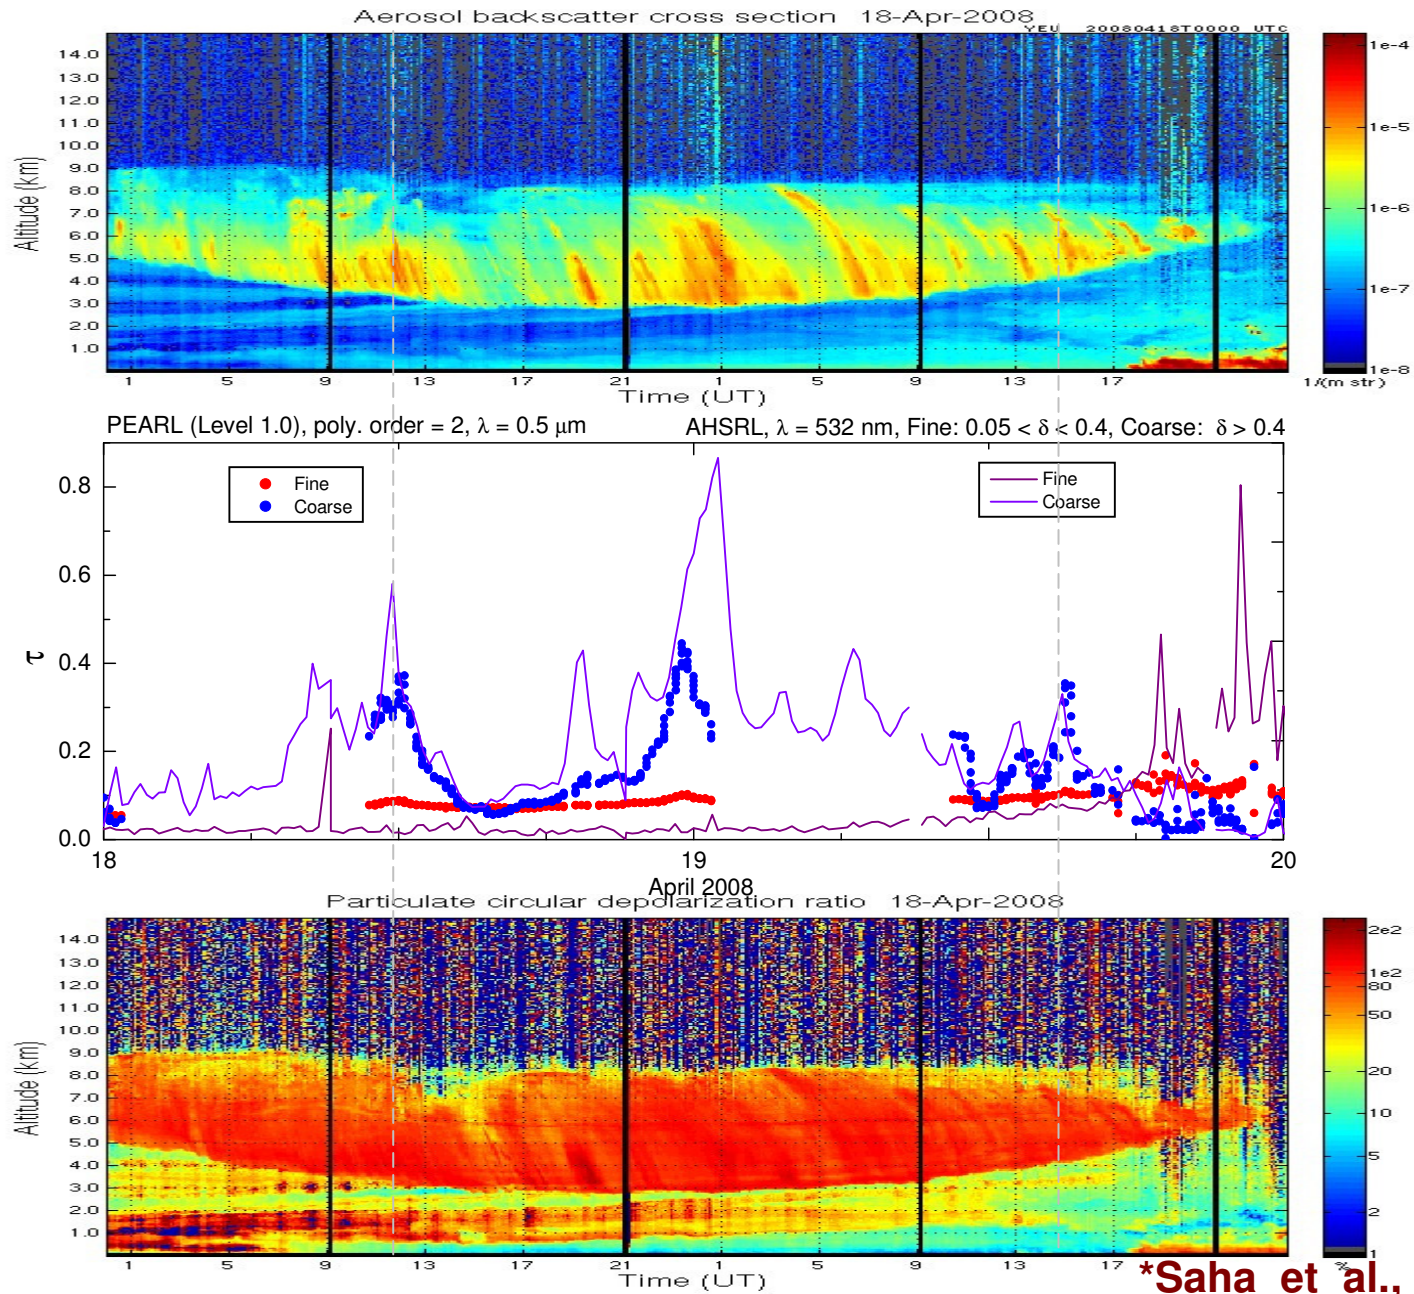 Aerosol backscatter cross section 18-Apr-2008
YEU 20080418T0000 UTC
14.0
13.0
12.0
11.0
10.0
9.0
8.0
7.0
6.0
5.0
4.0
3.0
2.0
1.0
Altitude (km)
1e-4
1e-5
1e-6
1e-7
1e-8
1/(m str)
1 5 9 13 17 21 1 5 9 13 17
Time (UT)
PEARL (Level 1.0), poly. order = 2, λ = 0.5 μm
AHSRL, λ = 532 nm, Fine: 0.05 < δ < 0.4, Coarse: δ > 0.4
Fine
Coarse
Fine
Coarse
0.8
0.6
0.4
0.2
0.0
τ
18 19 20
April 2008
Particulate circular depolarization ratio 18-Apr-2008
14.0
13.0
12.0
11.0
10.0
9.0
8.0
7.0
6.0
5.0
4.0
3.0
2.0
1.0
Altitude (km)
2e2
1e2
80
50
20
10
5
2
1
%
1 5 9 13 17 21 1 5 9 13 17
Time (UT)
*Saha et al.,